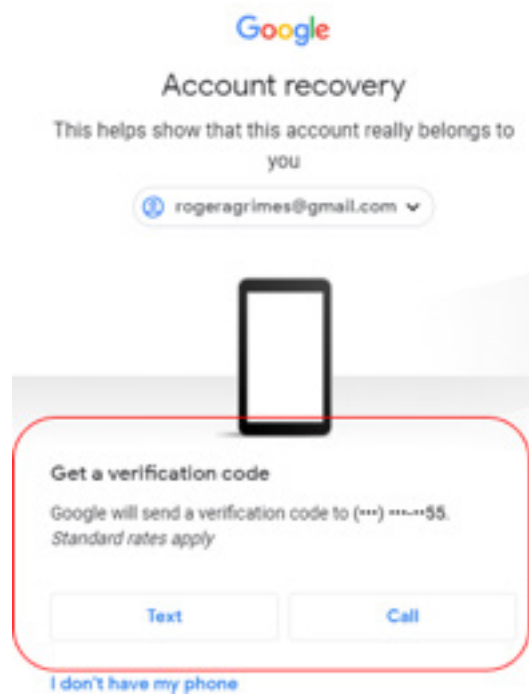 Google
Account recovery
This helps show that this account really belongs to
you
rogeragrimes@gmail.com
Get a verification code
Google will send a verification code to (•••) •••-••55.
Standard rates apply
Text
Call
I don't have my phone